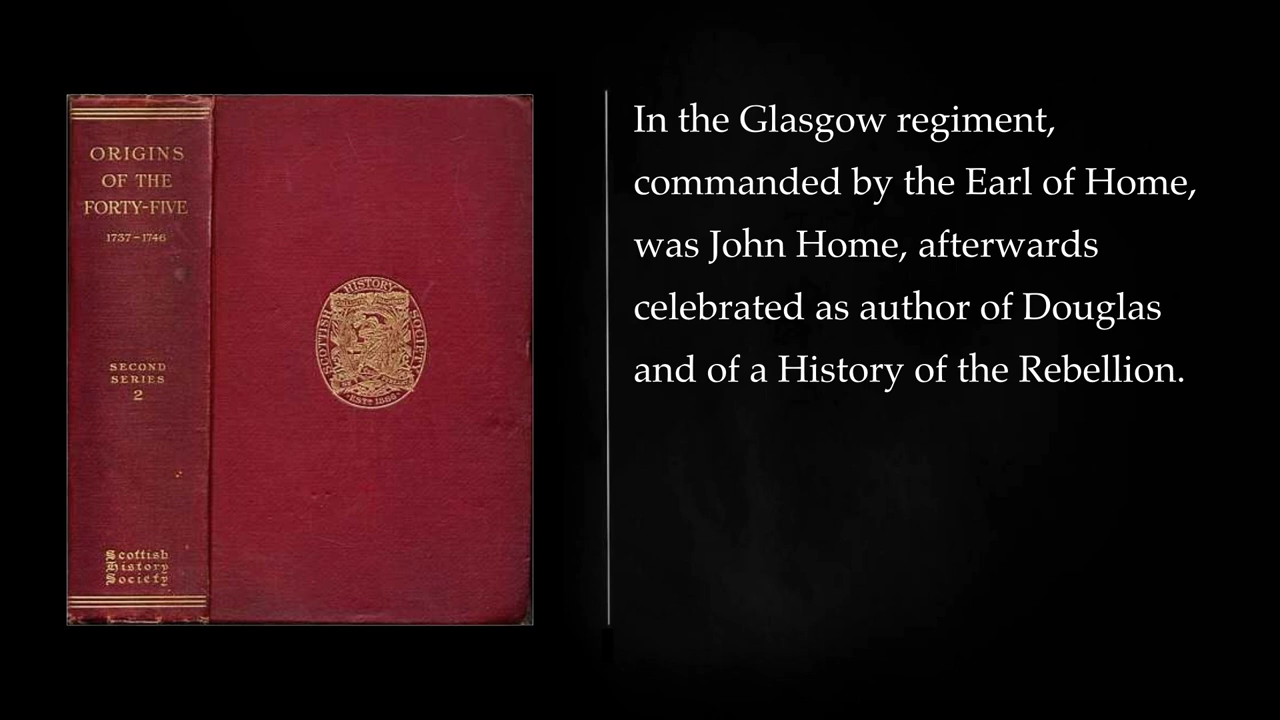 ORIGINS
OF THE
FORTY-FIVE
1737-1746
SECOND
SERIES
2
Scottish
History
Society
SCOTTISH HISTORY SOCIETY
·ESTD 1886·
In the Glasgow regiment,
commanded by the Earl of Home,
was John Home, afterwards
celebrated as author of Douglas
and of a History of the Rebellion.